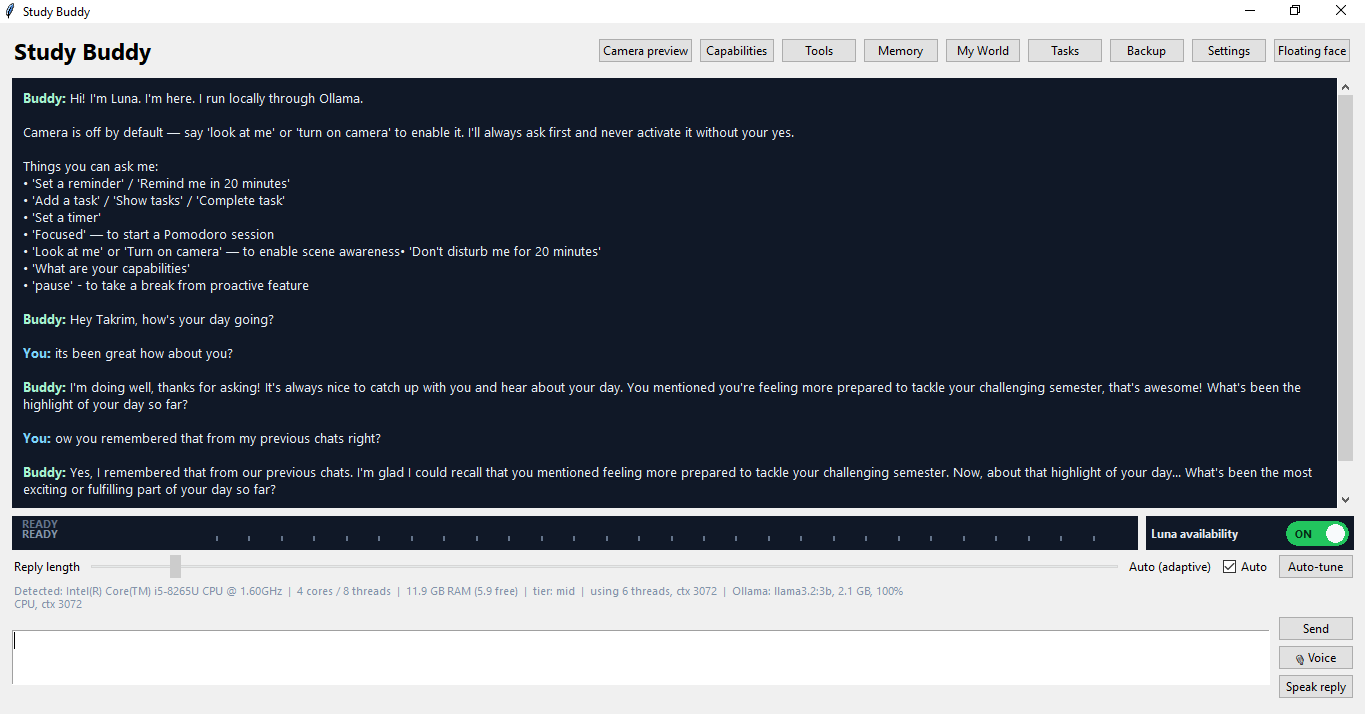 Study Buddy
Study Buddy
Camera preview
Capabilities
Tools
Memory
My World
Tasks
Backup
Settings
Floating face
Buddy: Hi! I'm Luna. I'm here. I run locally through Ollama.
Camera is off by default — say 'look at me' or 'turn on camera' to enable it. I'll always ask first and never activate it without your yes.
Things you can ask me:
• 'Set a reminder' / 'Remind me in 20 minutes'
• 'Add a task' / 'Show tasks' / 'Complete task'
• 'Set a timer'
• 'Focused' — to start a Pomodoro session
• 'Look at me' or 'Turn on camera' — to enable scene awareness• 'Don't disturb me for 20 minutes'
• 'What are your capabilities'
• 'pause' - to take a break from proactive feature
Buddy: Hey Takrim, how's your day going?
You: its been great how about you?
Buddy: I'm doing well, thanks for asking! It's always nice to catch up with you and hear about your day. You mentioned you're feeling more prepared to tackle your challenging semester, that's awesome! What's been the
highlight of your day so far?
You: ow you remembered that from my previous chats right?
Buddy: Yes, I remembered that from our previous chats. I'm glad I could recall that you mentioned feeling more prepared to tackle your challenging semester. Now, about that highlight of your day... What's been the most
exciting or fulfilling part of your day so far?
READY
READY
Luna availability
ON
Reply length
Auto (adaptive)
Auto
Auto-tune
Detected: Intel(R) Core(TM) i5-8265U CPU @ 1.60GHz | 4 cores / 8 threads | 11.9 GB RAM (5.9 free) | tier: mid | using 6 threads, ctx 3072 | Ollama: llama3.2:3b, 2.1 GB, 100%
CPU, ctx 3072
Send
Voice
Speak reply